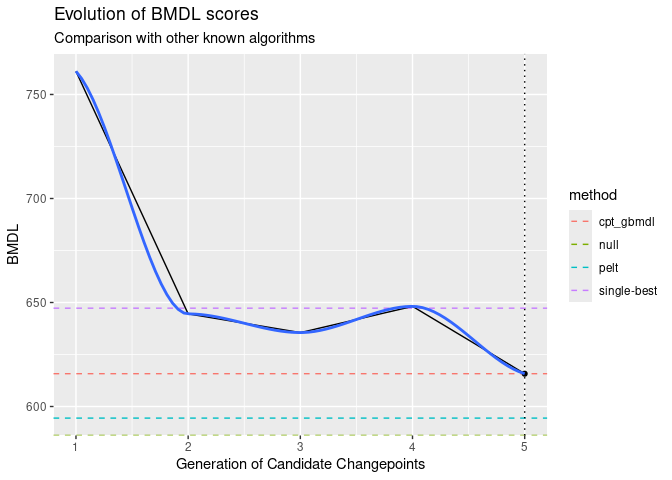 Evolution of BMDL scores
Comparison with other known algorithms
BMDL
750
700
650
600
1 2 3 4 5
Generation of Candidate Changepoints
method
cpt_gbmdl
null
pelt
single-best